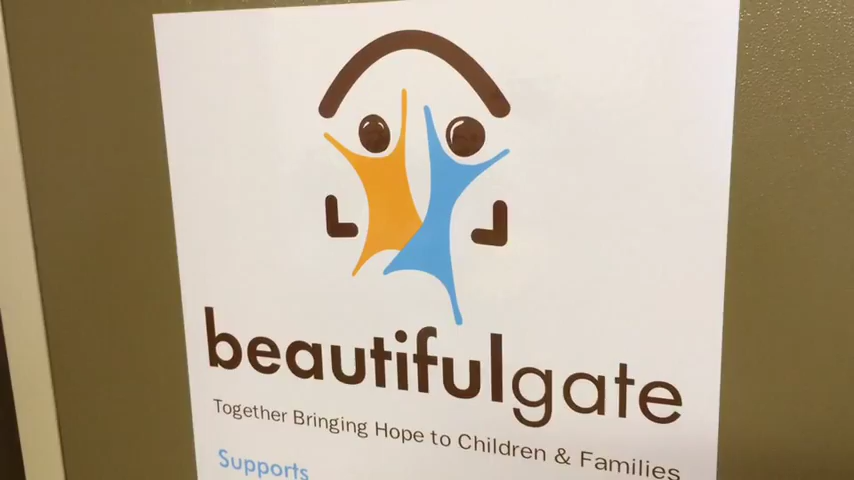 beautifulgate
Together Bringing Hope to Children & Families
Supports